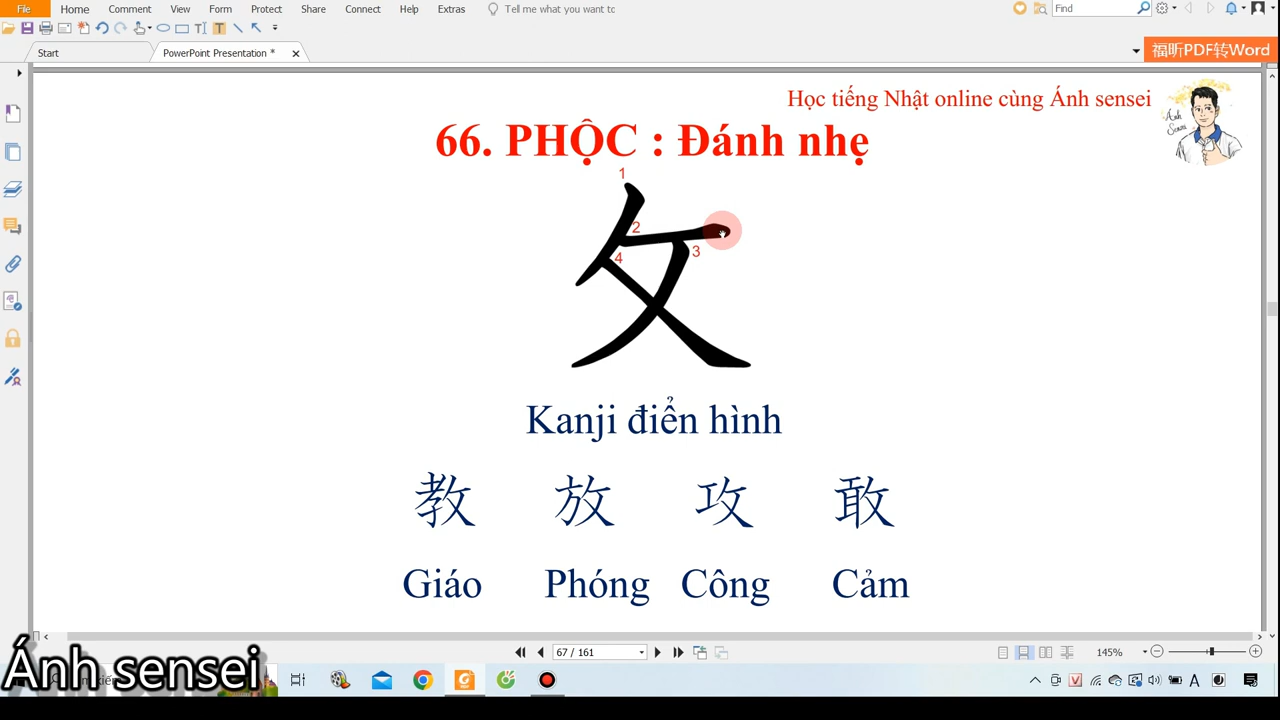 File Home Comment View Form Protect Share Connect Help Extras Tell me what you want to Find
Start PowerPoint Presentation * 福昕PDF转Word
Học tiếng Nhật online cùng Ánh sensei
Anh Sensei
66. PHỘC : Đánh nhẹ
1
2
3
4
攵
Kanji điển hình
教 放 攻 敢
Giáo Phóng Công Cảm
67 / 161 145%
Ánh sensei